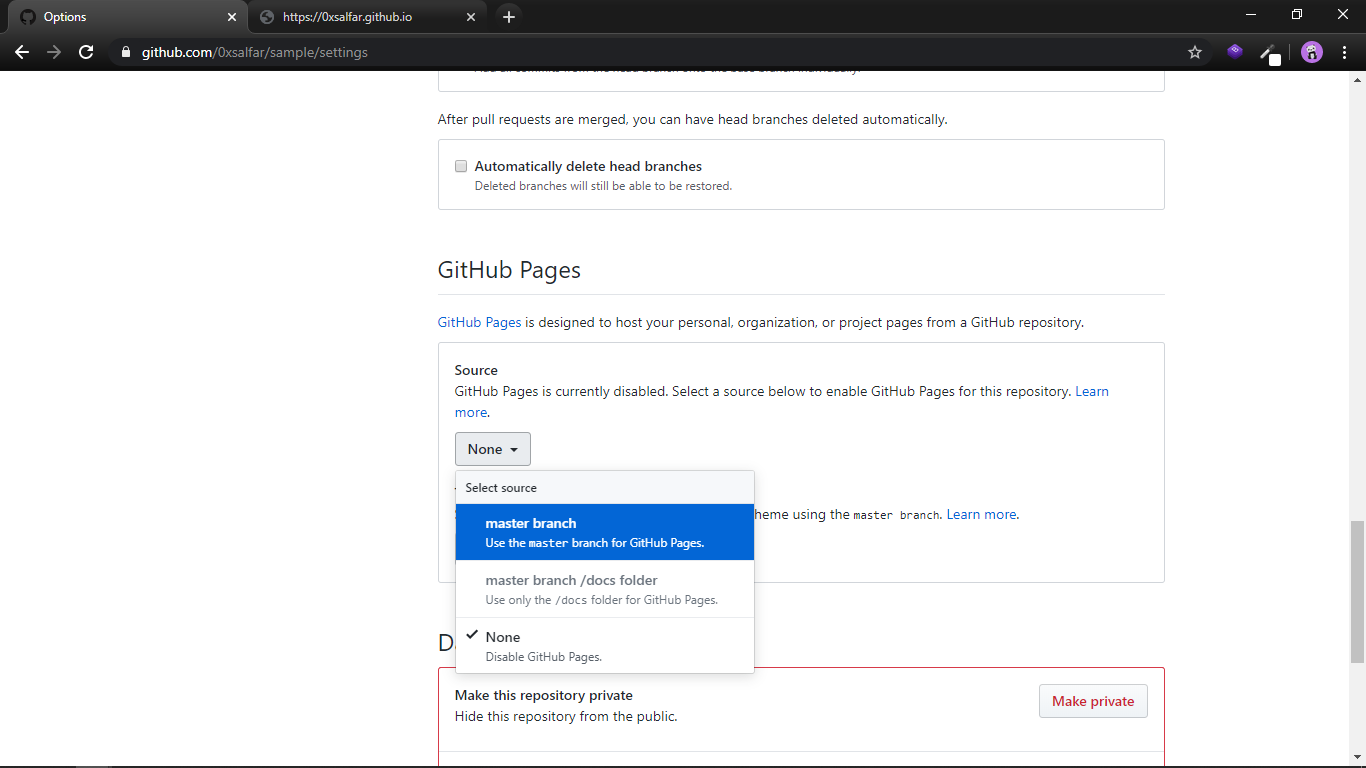 Options
https://0xsalfar.github.io
github.com/0xsalfar/sample/settings
After pull requests are merged, you can have head branches deleted automatically.
Automatically delete head branches
Deleted branches will still be able to be restored.
GitHub Pages
GitHub Pages is designed to host your personal, organization, or project pages from a GitHub repository.
Source
GitHub Pages is currently disabled. Select a source below to enable GitHub Pages for this repository. Learn
more.
None
Select source
master branch
Use the master branch for GitHub Pages.
heme using the master branch. Learn more.
master branch /docs folder
Use only the /docs folder for GitHub Pages.
None
Disable GitHub Pages.
D
Make this repository private
Hide this repository from the public.
Make private